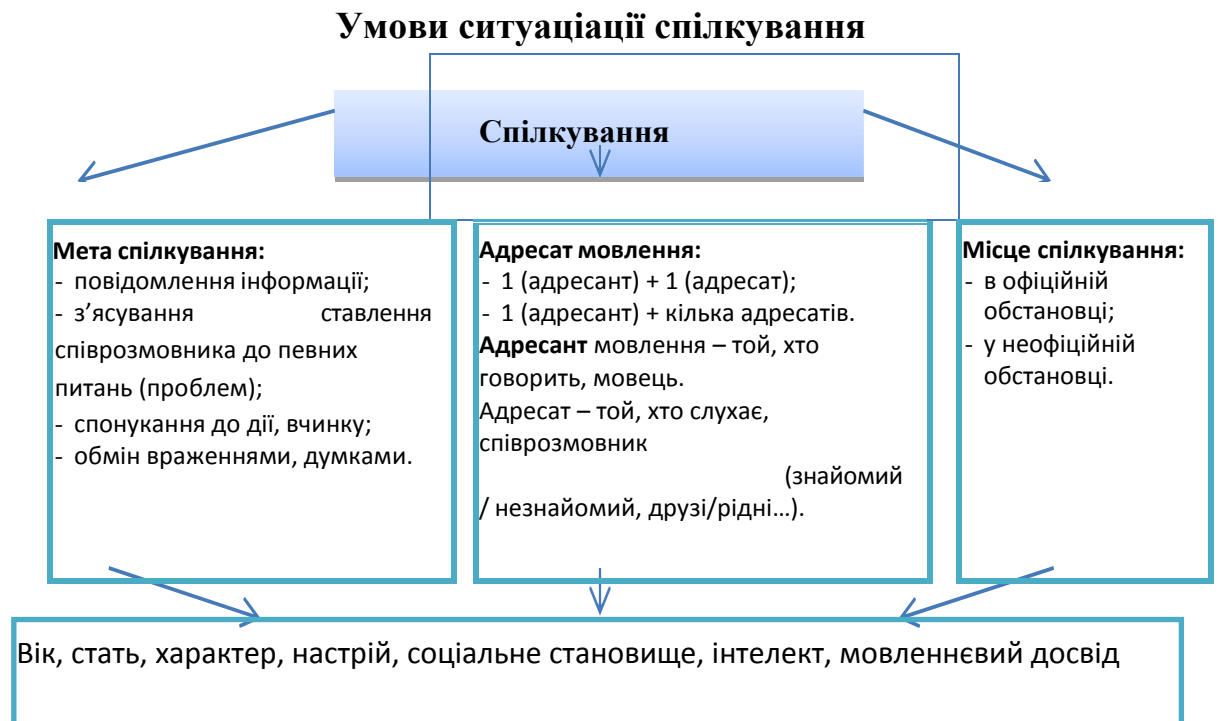 Умови ситуаціації спілкування
Спілкування
Мета спілкування:
- повідомлення інформації;
- з’ясування ставлення
співрозмовника до певних
питань (проблем);
- спонукання до дії, вчинку;
- обмін враженнями, думками.
Адресат мовлення:
- 1 (адресант) + 1 (адресат);
- 1 (адресант) + кілька адресатів.
Адресант мовлення – той, хто
говорить, мовець.
Адресат – той, хто слухає,
співрозмовник
(знайомий
/ незнайомий, друзі/рідні…).
Місце спілкування:
- в офіційній
обстановці;
- у неофіційній
обстановці.
Вік, стать, характер, настрій, соціальне становище, інтелект, мовленнєвий досвід